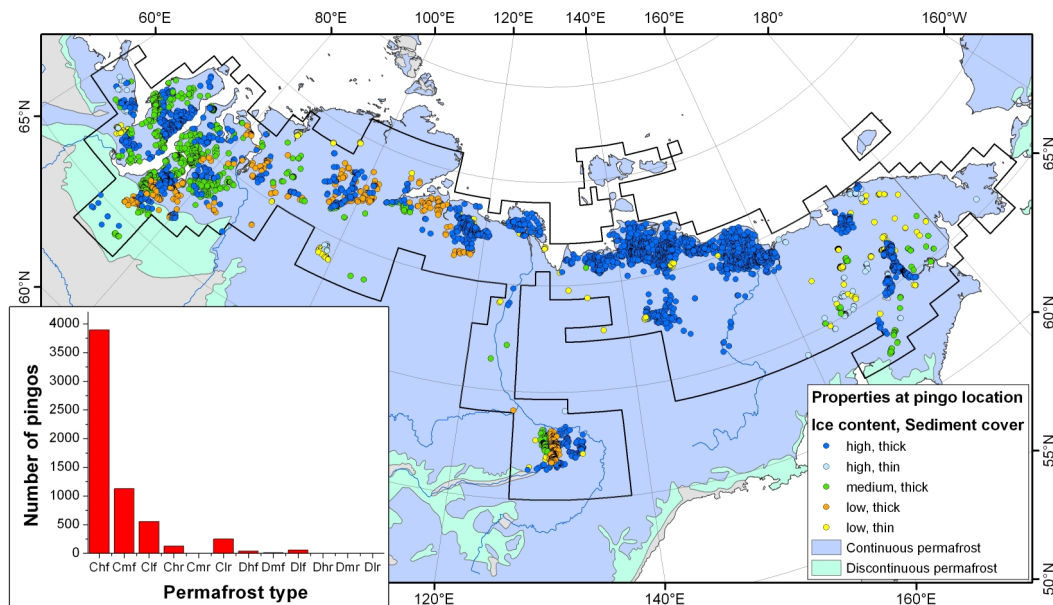 60°E 80°E 100°E 120°E 140°E 160°E 180° 160°W
65°N 65°N
60°N 60°N
55°N
50°N
120°E 140°E 160°E
Number of pingos
4000
3500
3000
2500
2000
1500
1000
500
0
Chf Cmf Clf Chr Cmr Clr Dhf Dmf Dlf Dhr Dmr Dlr
Permafrost type
Properties at pingo location
Ice content, Sediment cover
high, thick
high, thin
medium, thick
low, thick
low, thin
Continuous permafrost
Discontinuous permafrost